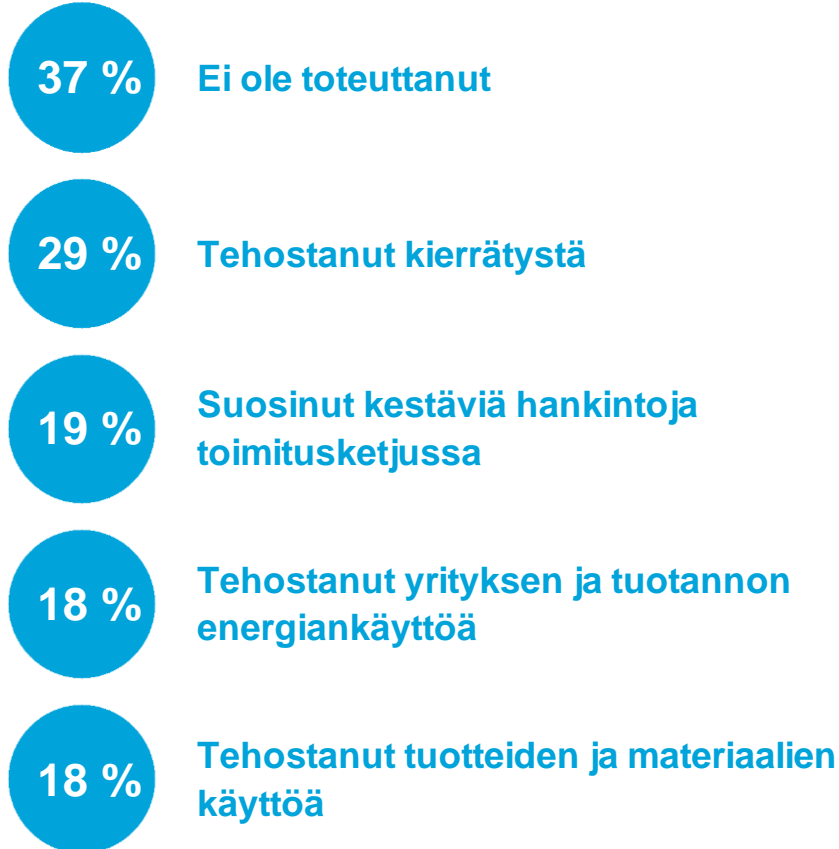 37 %
Ei ole toteuttanut
29 %
Tehostanut kierrätystä
19 %
Suosinut kestäviä hankintoja
toimitusketjussa
18 %
Tehostanut yrityksen ja tuotannon
energiankäyttöä
18 %
Tehostanut tuotteiden ja materiaalien
käyttöä